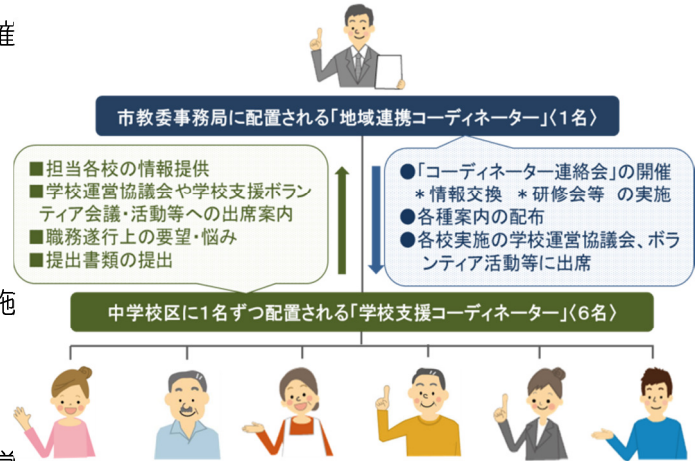 催
市教委事務局に配置される「地域連携コーディネーター」〈1名〉
■担当各校の情報提供
■学校運営協議会や学校支援ボラン
ティア会議・活動等への出席案内
■職務遂行上の要望・悩み
■提出書類の提出
●「コーディネーター連絡会」の開催
＊情報交換 ＊研修会等 の実施
●各種案内の配布
●各校実施の学校運営協議会、ボラ
ンティア活動等に出席
施
中学校区に1名ずつ配置される「学校支援コーディネーター」〈6名〉